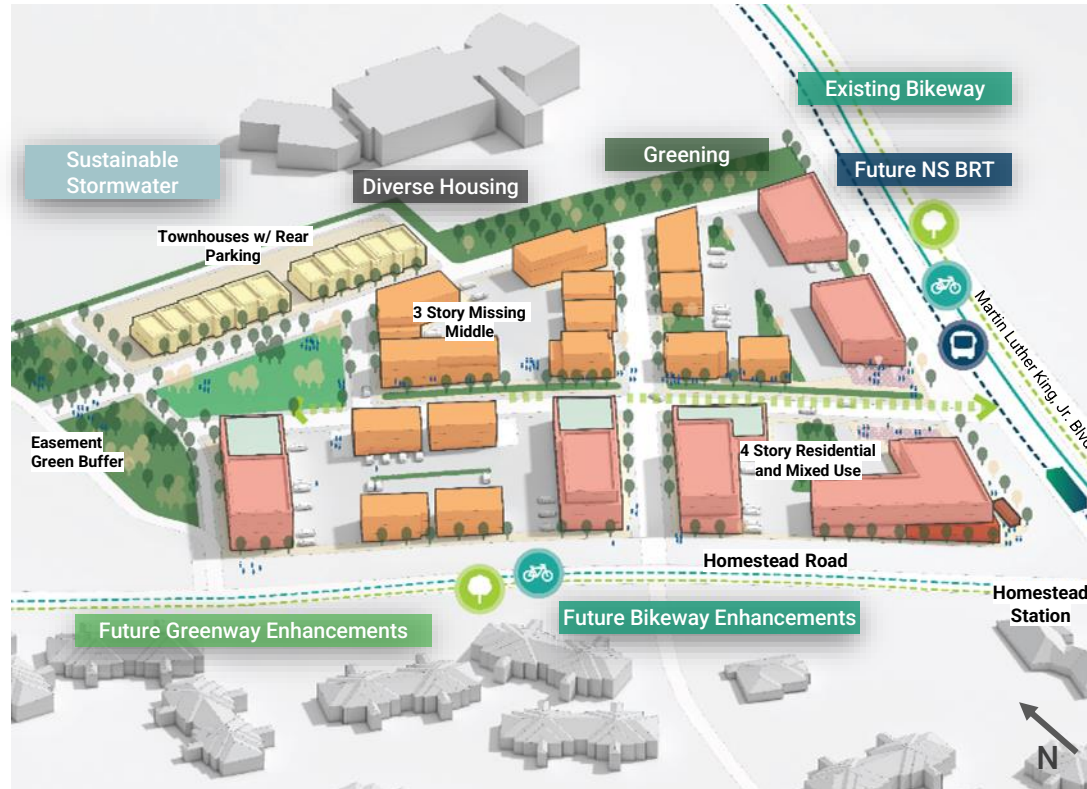 Existing Bikeway
Sustainable
Stormwater
Greening
Future NS BRT
Diverse Housing
Townhouses w/ Rear
Parking
3 Story Missing
Middle
Martin Luther King, Jr. Blvd
Easement
Green Buffer
4 Story Residential
and Mixed Use
Homestead Road
Homestead
Station
Future Greenway Enhancements
Future Bikeway Enhancements
N